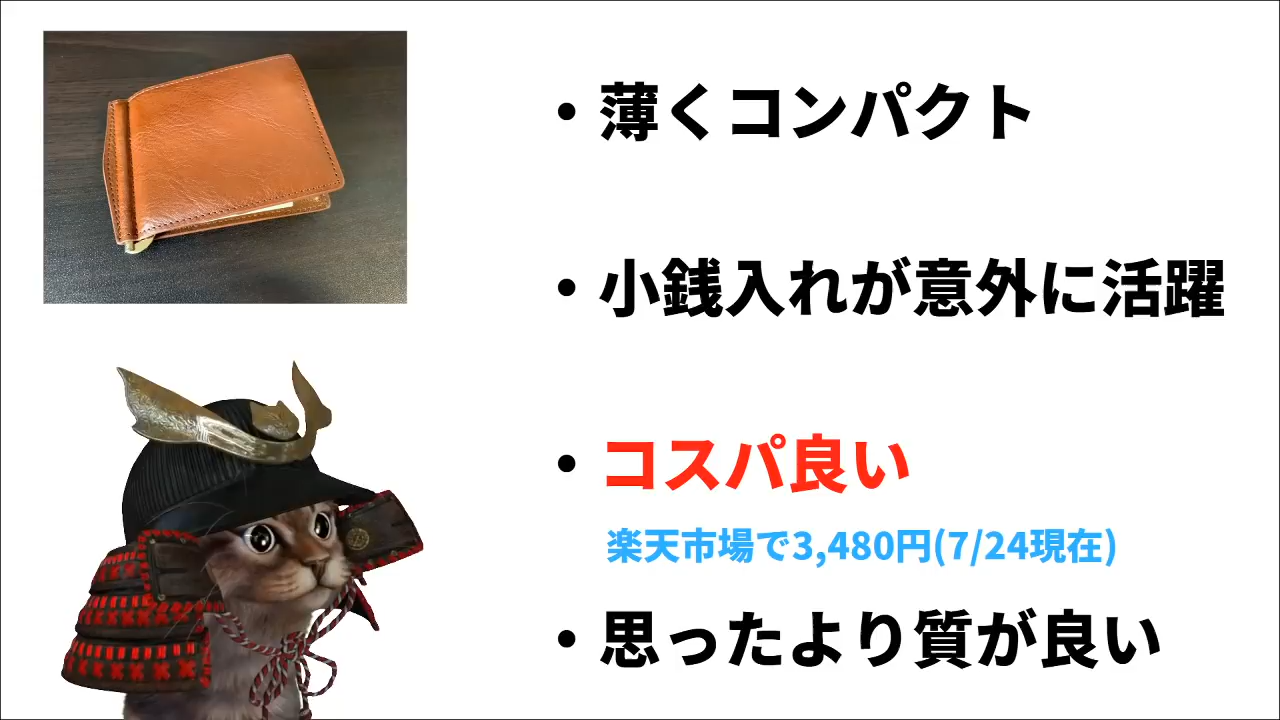 ・薄くコンパクト
・小銭入れが意外に活躍
・コスパ良い
楽天市場で3,480円(7/24現在)
・思ったより質が良い